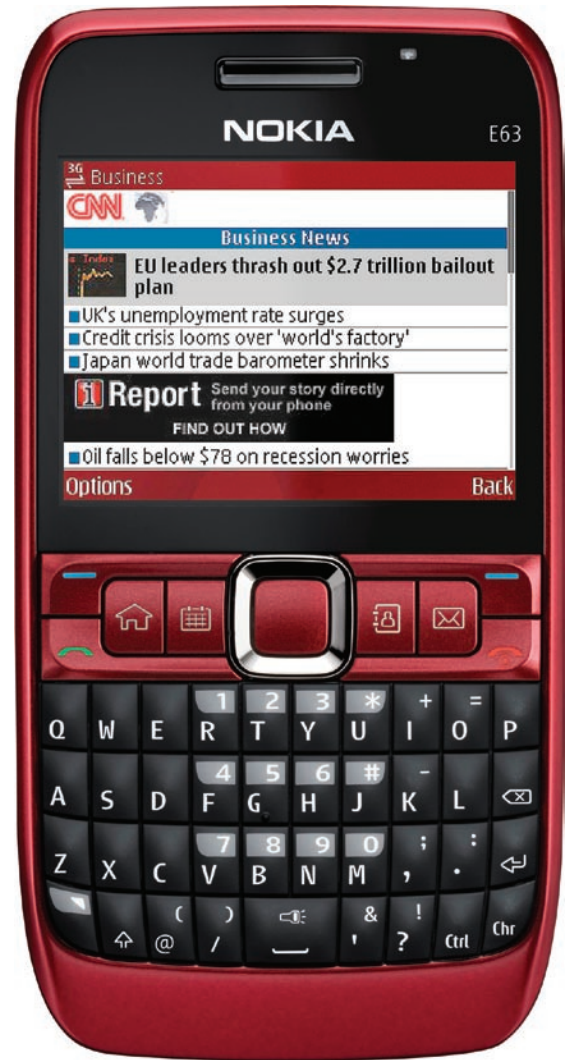 NOKIA
E63
3G
Business
CNN
Business News
Index
EU leaders thrash out $2.7 trillion bailout
plan
UK's unemployment rate surges
Credit crisis looms over 'world's factory'
Japan world trade barometer shrinks
i Report Send your story directly
from your phone
FIND OUT HOW
Oil falls below $78 on recession worries
Options Back
1 2 3 * + =
Q W E R T Y U I O P
4 5 6 # -
A S D F G H J K L
7 8 9 0 ; :
Z X C V B N M , .
( ) & !
@ / ' ? Ctrl Chr